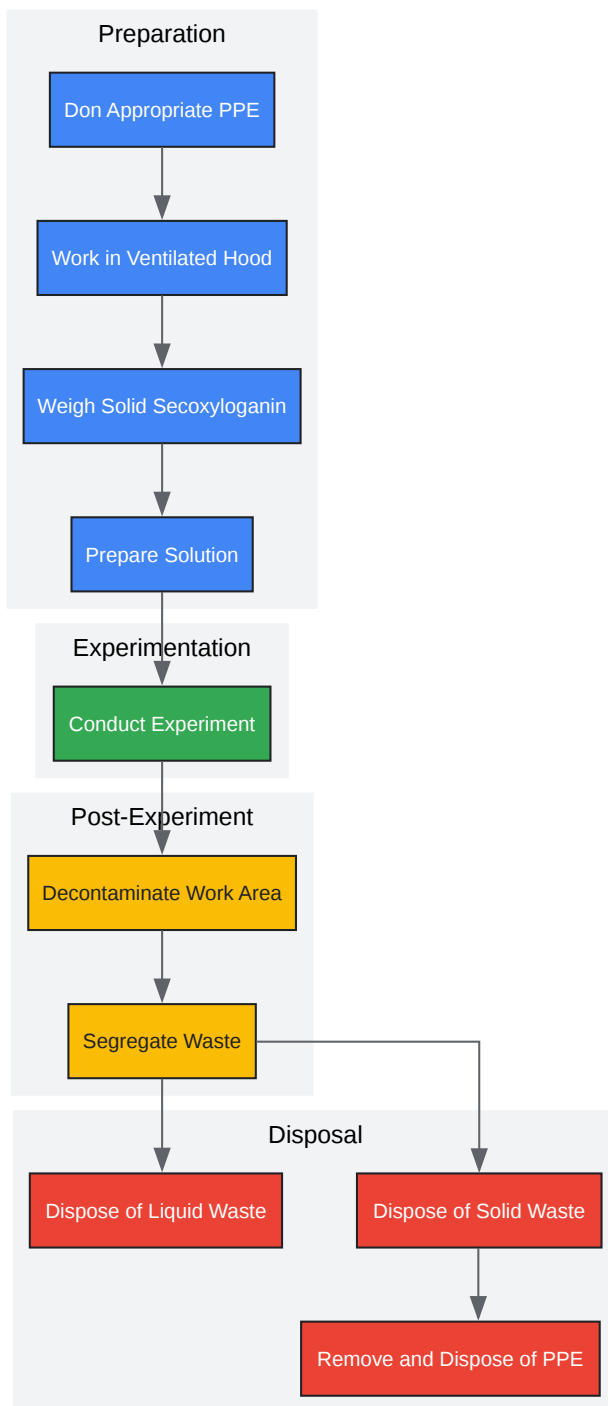 Preparation
Don Appropriate PPE
Work in Ventilated Hood
Weigh Solid Secoxyloganin
Prepare Solution
Experimentation
Conduct Experiment
Post-Experiment
Decontaminate Work Area
Segregate Waste
Disposal
Dispose of Liquid Waste
Dispose of Solid Waste
Remove and Dispose of PPE